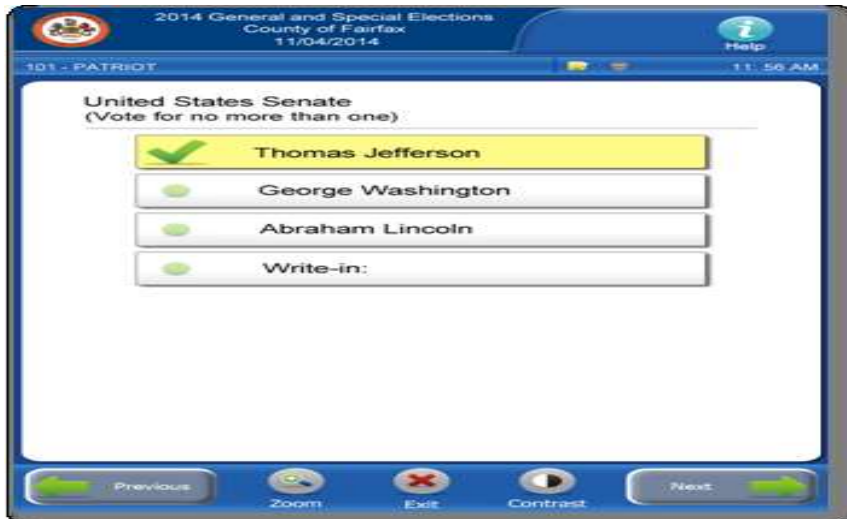 2014 General and Special Elections
County of Fairfax
11/04/2014
Help
101 - PATRIOT
11:56 AM
United States Senate
(Vote for no more than one)
Thomas Jefferson
George Washington
Abraham Lincoln
Write-in:
Previous
Zoom
Exit
Contrast
Next